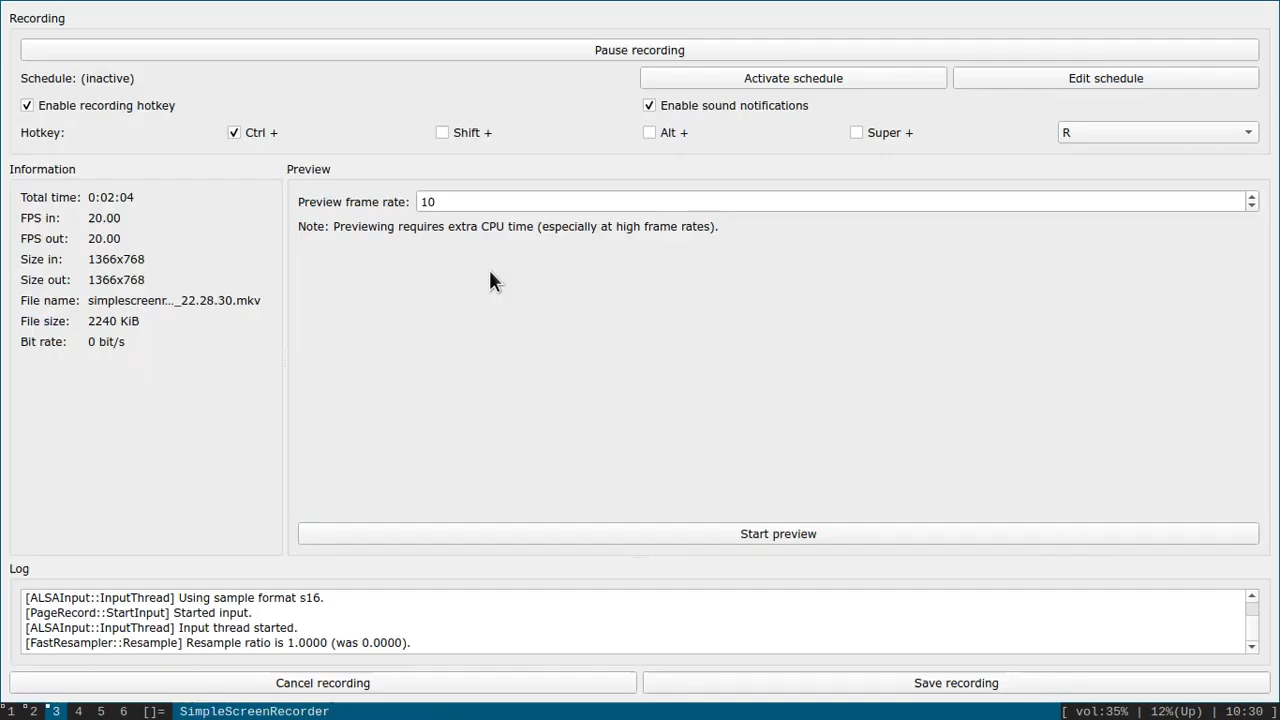 Recording
Pause recording
Schedule: (inactive)
Activate schedule
Edit schedule
Enable recording hotkey
Enable sound notifications
Hotkey:
Ctrl +
Shift +
Alt +
Super +
R
Information
Total time: 0:02:04
FPS in: 20.00
FPS out: 20.00
Size in: 1366x768
Size out: 1366x768
File name: simplescreenr..._22.28.30.mkv
File size: 2240 KiB
Bit rate: 0 bit/s
Preview
Preview frame rate: 10
Note: Previewing requires extra CPU time (especially at high frame rates).
Start preview
Log
[ALSAInput::InputThread] Using sample format s16.
[PageRecord::StartInput] Started input.
[ALSAInput::InputThread] Input thread started.
[FastResampler::Resample] Resample ratio is 1.0000 (was 0.0000).
Cancel recording
Save recording
1 2 3 4 5 6 []= SimpleScreenRecorder
[ vol:35% | 12%(Up) | 10:30 ]